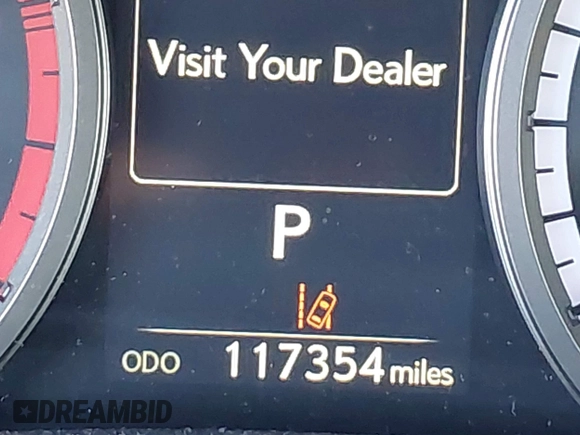 Visit Your Dealer
P
ODO 117354 miles
DREAMBID